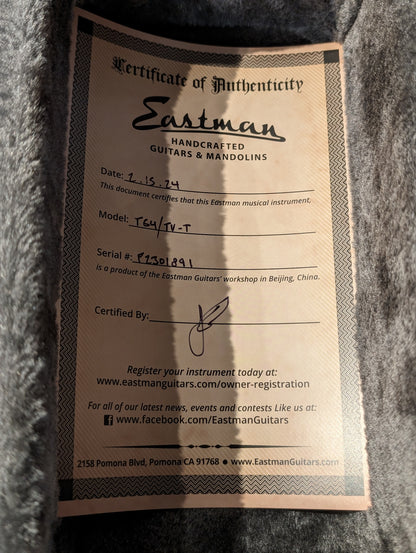 Certificate of Authenticity
Eastman
HANDCRAFTED
GUITARS & MANDOLINS
Date: 2.15.24
This document certifies that this Eastman musical instrument,
Model: T64/TV-T
Serial #: P2301891
is a product of the Eastman Guitars' workshop in Beijing, China.
Certified By:
Register your instrument today at:
www.eastmanguitars.com/owner-registration
For all of our latest news, events and contests Like us at:
f www.facebook.com/EastmanGuitars
2158 Pomona Blvd, Pomona CA 91768 ● www.EastmanGuitars.com